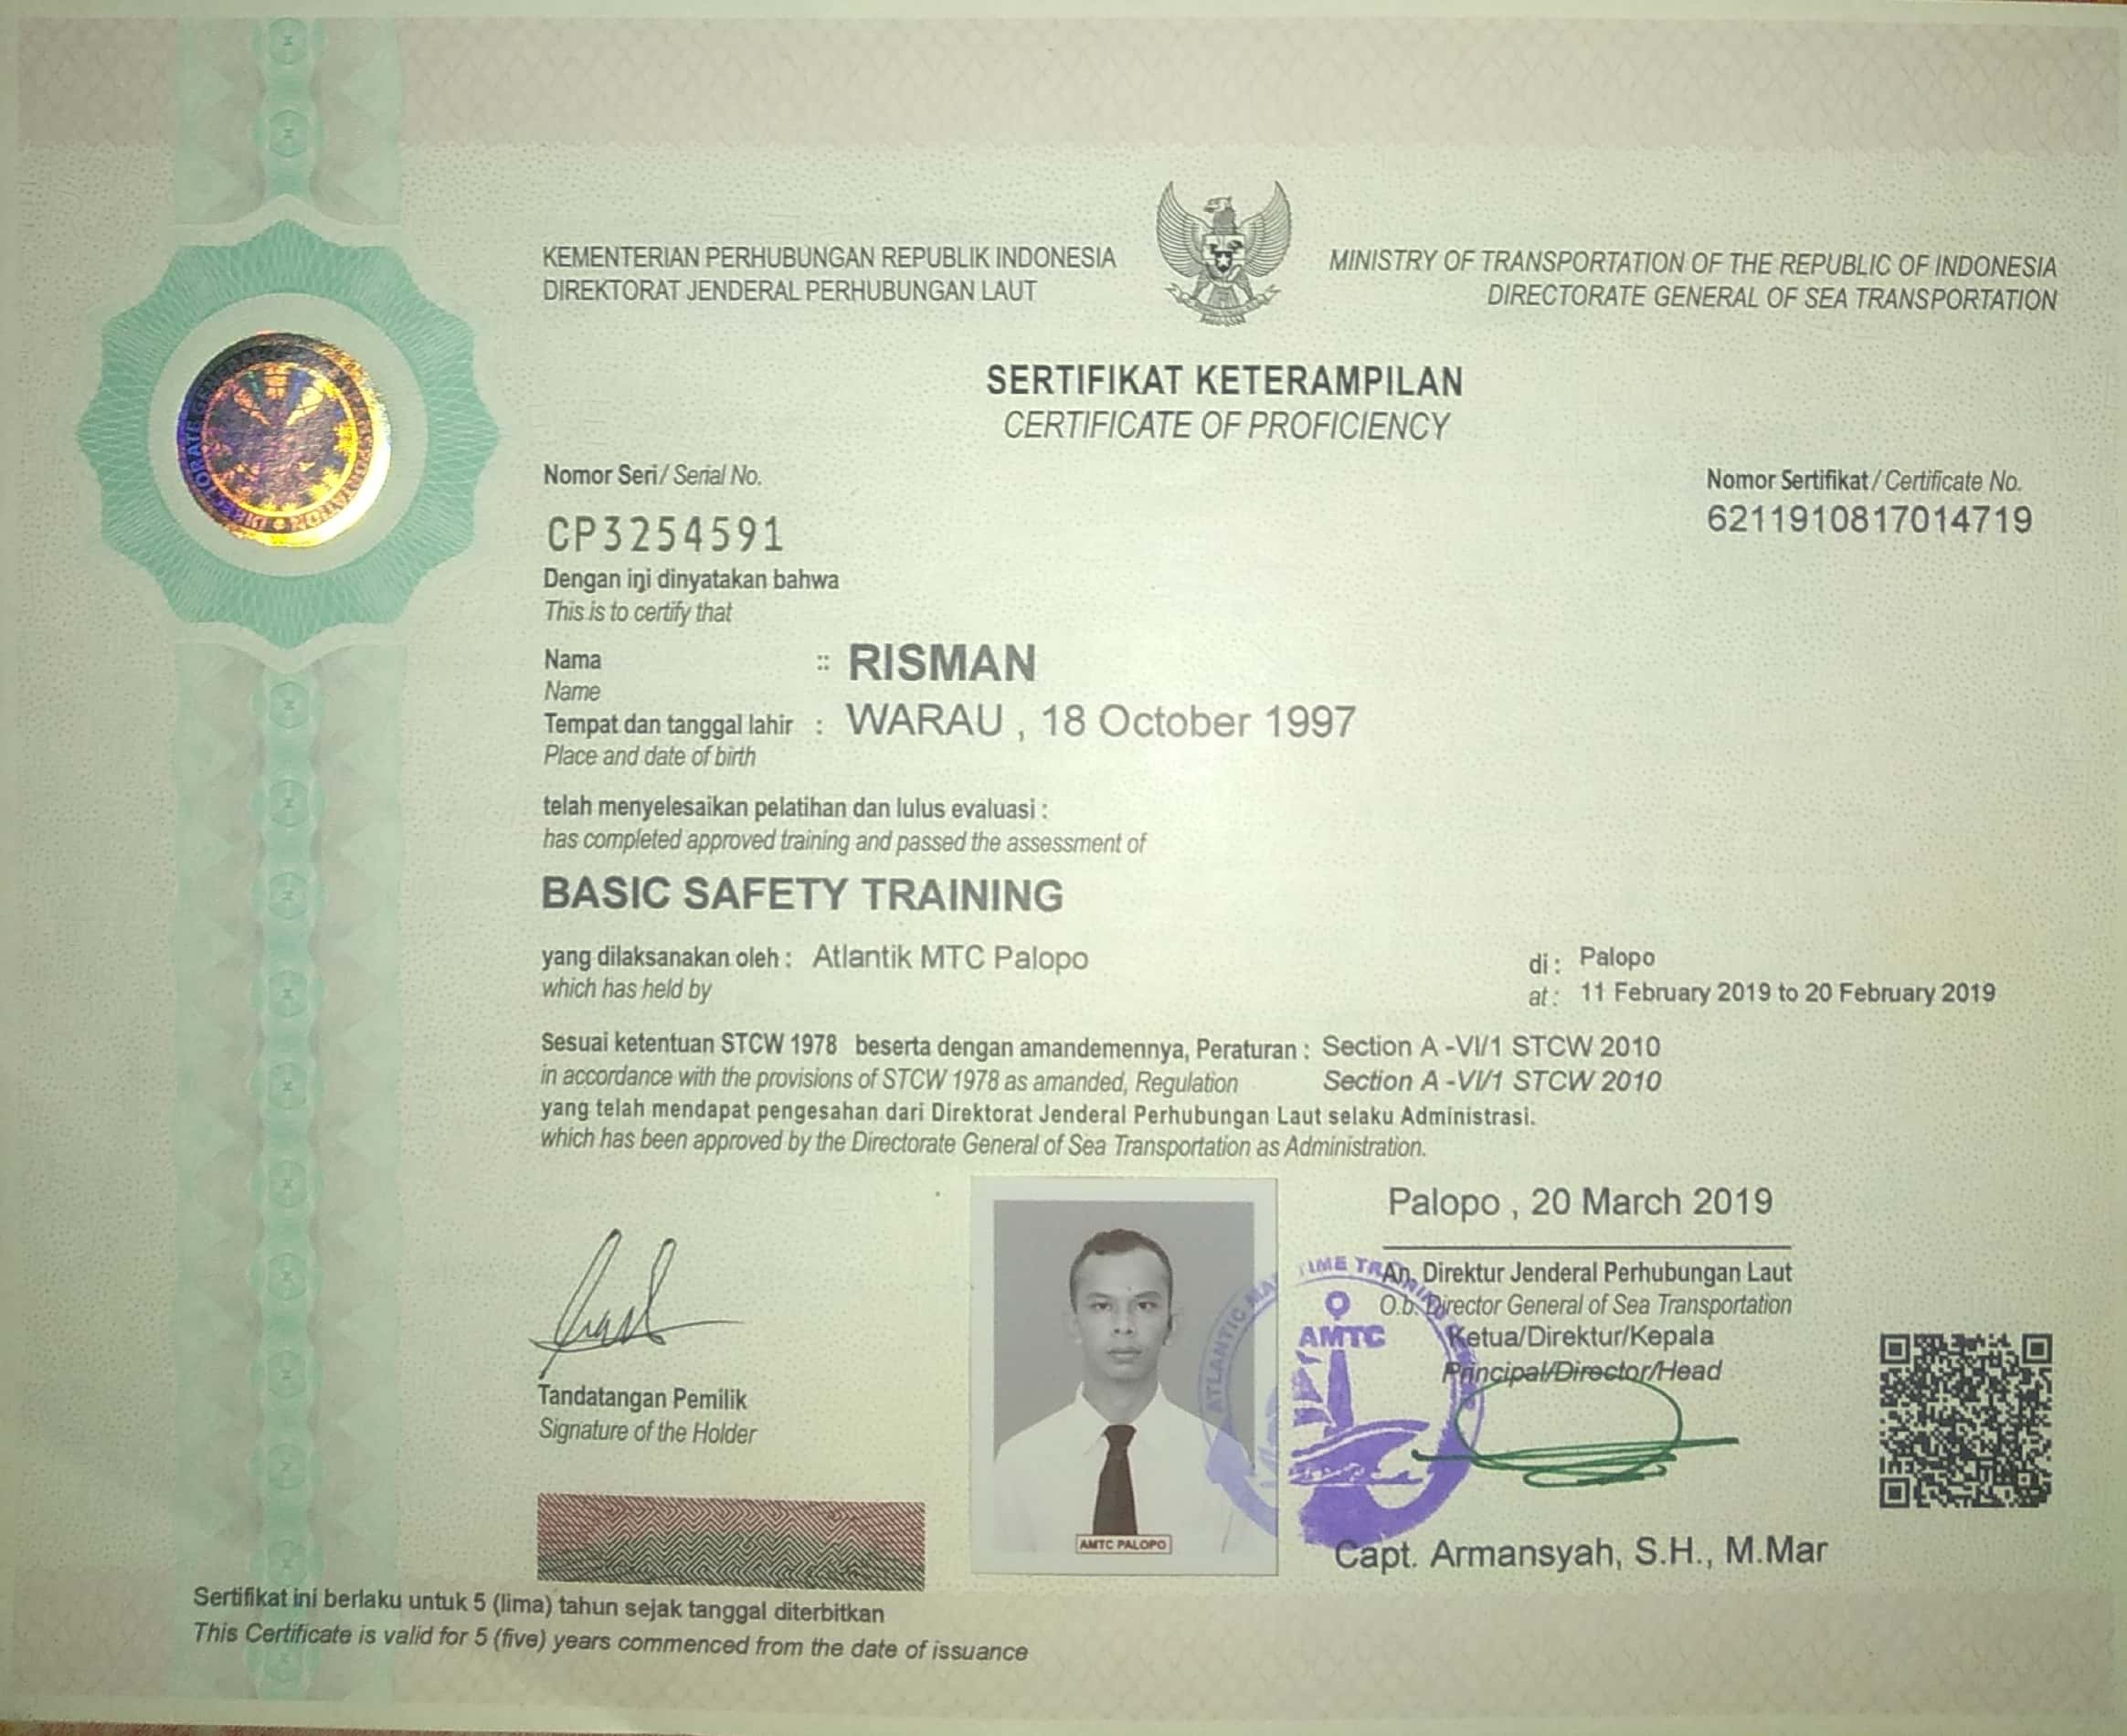 KEMENTERIAN PERHUBUNGAN REPUBLIK INDONESIA
DIREKTORAT JENDERAL PERHUBUNGAN LAUT
MINISTRY OF TRANSPORTATION OF THE REPUBLIC OF INDONESIA
DIRECTORATE GENERAL OF SEA TRANSPORTATION
SERTIFIKAT KETERAMPILAN
CERTIFICATE OF PROFICIENCY
Nomor Seri / Serial No.
CP3254591
Nomor Sertifikat / Certificate No.
6211910817014719
Dengan ini dinyatakan bahwa
This is to certify that
Nama :: RISMAN
Name
Tempat dan tanggal lahir : WARAU , 18 October 1997
Place and date of birth
telah menyelesaikan pelatihan dan lulus evaluasi :
has completed approved training and passed the assessment of
BASIC SAFETY TRAINING
yang dilaksanakan oleh : Atlantik MTC Palopo
which has held by
di : Palopo
at : 11 February 2019 to 20 February 2019
Sesuai ketentuan STCW 1978 beserta dengan amandemennya, Peraturan : Section A -VI/1 STCW 2010
in accordance with the provisions of STCW 1978 as amanded, Regulation Section A -VI/1 STCW 2010
yang telah mendapat pengesahan dari Direktorat Jenderal Perhubungan Laut selaku Administrasi.
which has been approved by the Directorate General of Sea Transportation as Administration.
Palopo , 20 March 2019
An. Direktur Jenderal Perhubungan Laut
O.b. Director General of Sea Transportation
Ketua/Direktur/Kepala
Principal/Director/Head
AMTC
Tandatangan Pemilik
Signature of the Holder
AMTC PALOPO
Capt. Armansyah, S.H., M.Mar
Sertifikat ini berlaku untuk 5 (lima) tahun sejak tanggal diterbitkan
This Certificate is valid for 5 (five) years commenced from the date of issuance